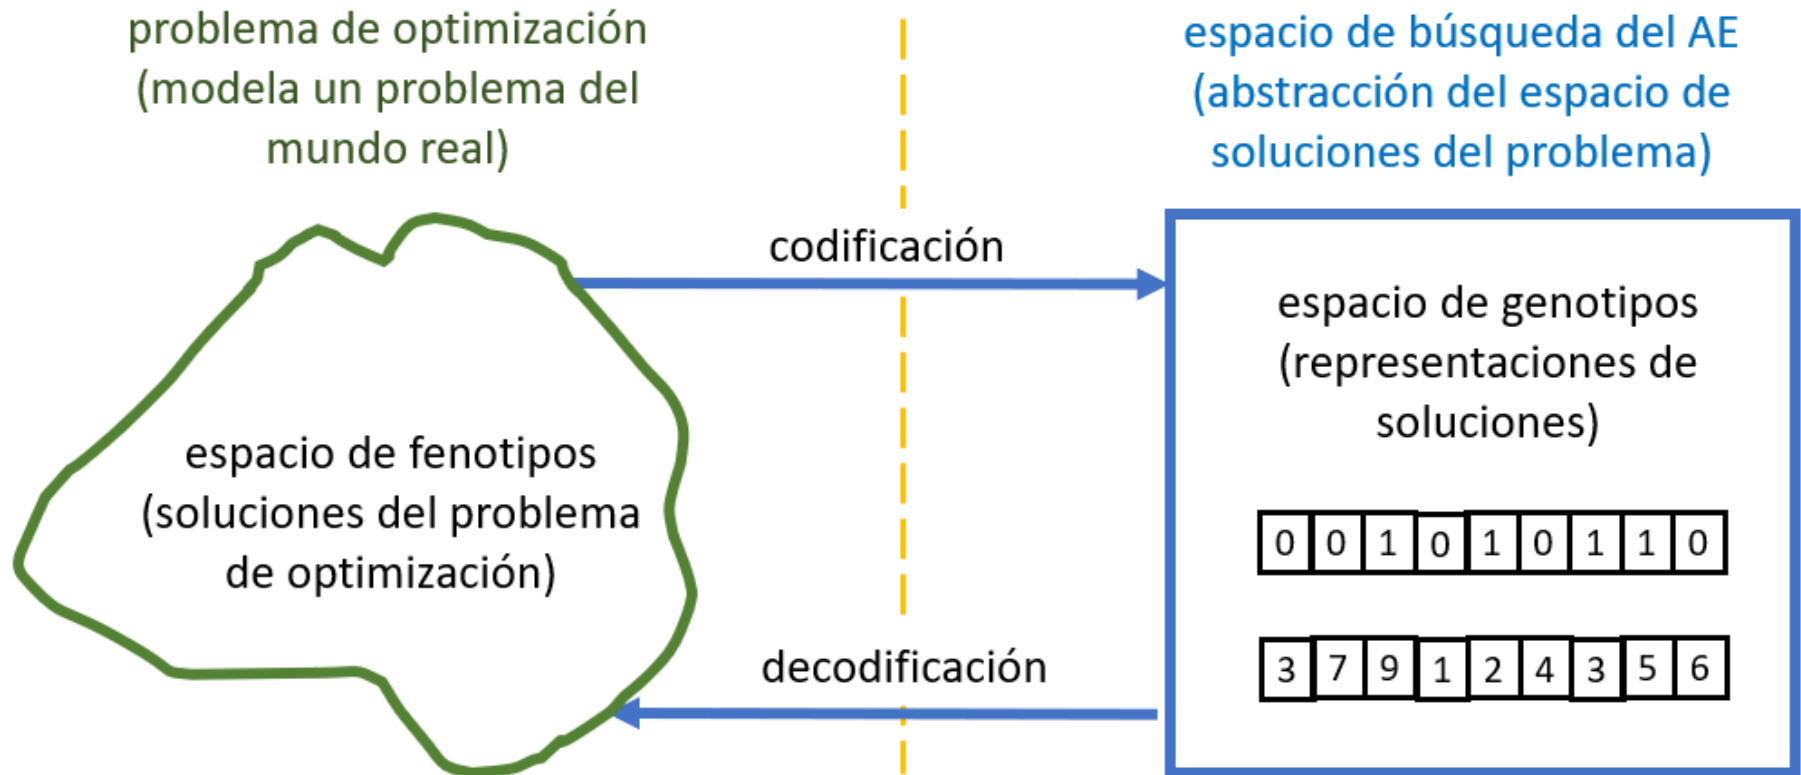 problema de optimización
(modela un problema del
mundo real)
espacio de búsqueda del AE
(abstracción del espacio de
soluciones del problema)
codificación
espacio de genotipos
(representaciones de
soluciones)
espacio de fenotipos
(soluciones del problema
de optimización)
0 0 1 0 1 0 1 1 0
decodificación
3 7 9 1 2 4 3 5 6